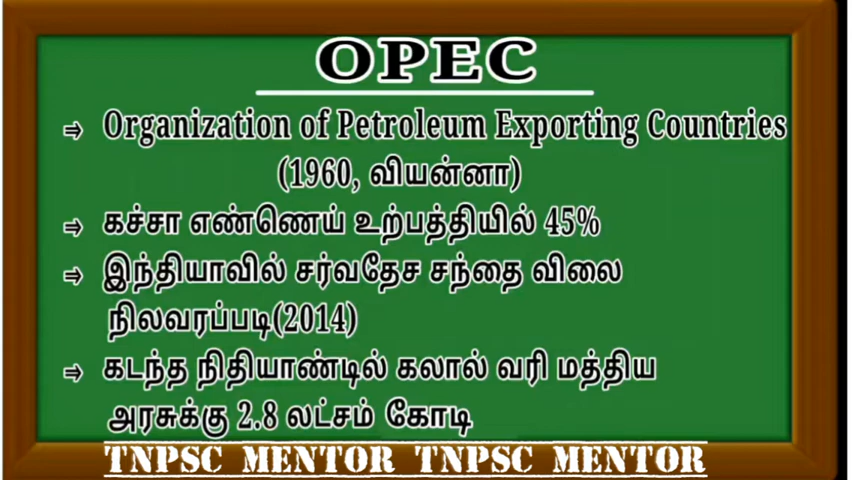 OPEC
⇒ Organization of Petroleum Exporting Countries
(1960, வியன்னா)
⇒ கச்சா எண்ணெய் உற்பத்தியில் 45%
⇒ இந்தியாவில் சர்வதேச சந்தை விலை
நிலவரப்படி(2014)
⇒ கடந்த நிதியாண்டில் கலால் வரி மத்திய
அரசுக்கு 2.8 லட்சம் கோடி
TNPSC MENTOR TNPSC MENTOR